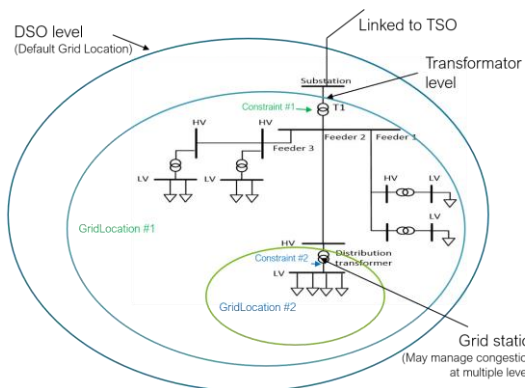 DSO level
(Default Grid Location)
Linked to TSO
Substation
Transformator
level
Constraint #1
T1
HV
HV
Feeder 3
Feeder 2
Feeder 1
LV
LV
HV
LV
LV
GridLocation #1
HV
Constraint #2
Distribution
transformer
LV
GridLocation #2
Grid stati
(May manage congestio
at multiple leve